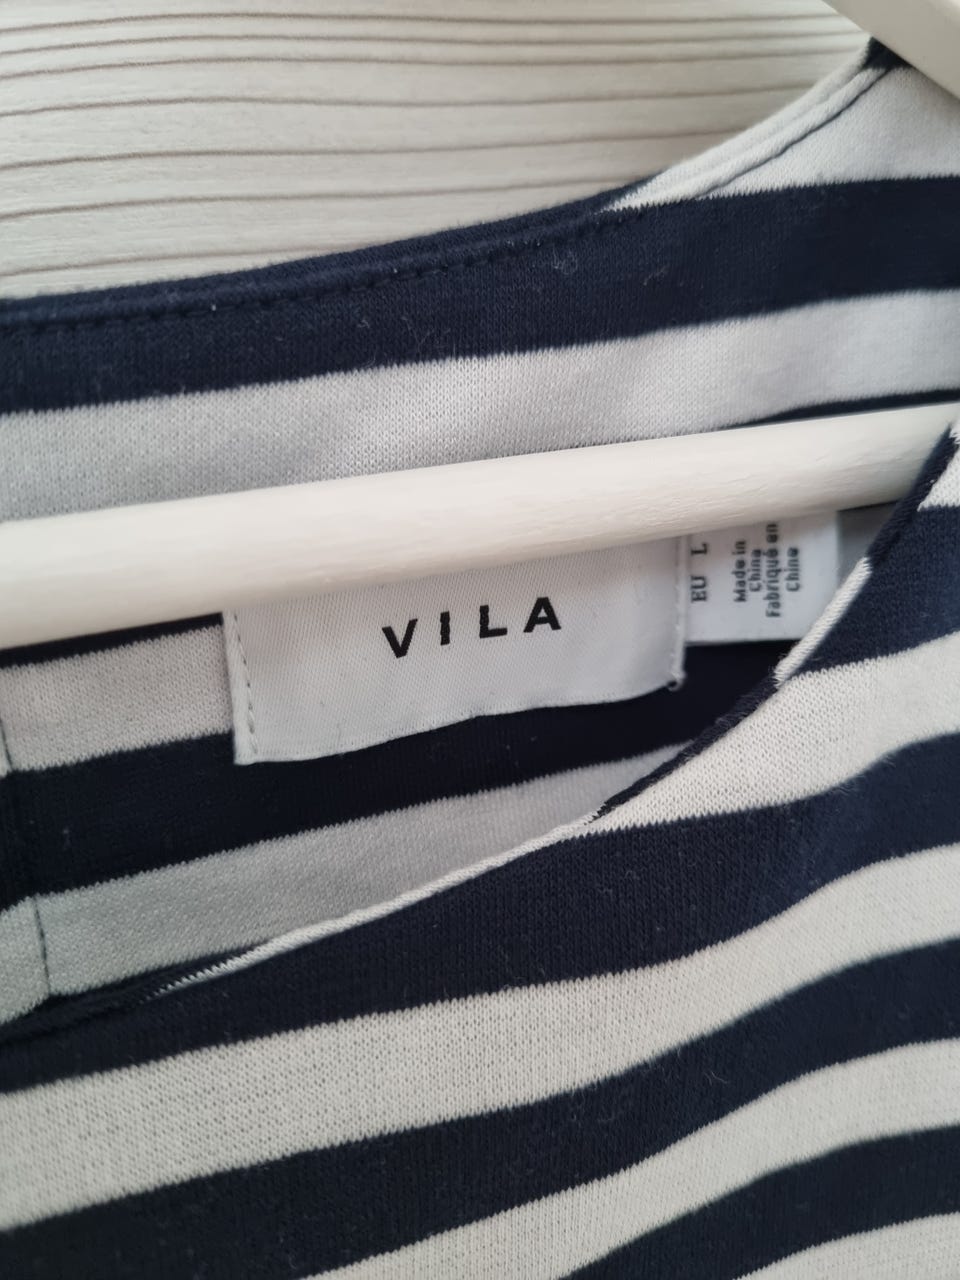 VILA
EU L
Made in
China
Fabriqué en
Chine